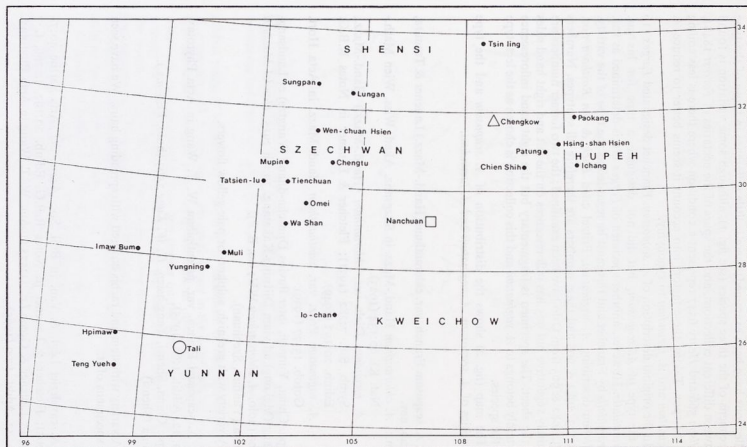 SHENSI
Tsin ling
Sungpan
Lungan
32
Chengkow
Paokang
Wen-chuan Hsien
SZECHWAN
Hsing-shan Hsien
Patung
HUPEH
Mupin
Chengtu
Chien Shih
Ichang
Tatsien-lu
Tienchuan
30
Omei
Wa Shan
Nanchuan
Imaw Bum
Muli
28
Yungning
Io-chan
KWEICHOW
Hpimaw
26
Tali
Teng Yueh
YUNNAN
24
96 99 102 105 108 111 114